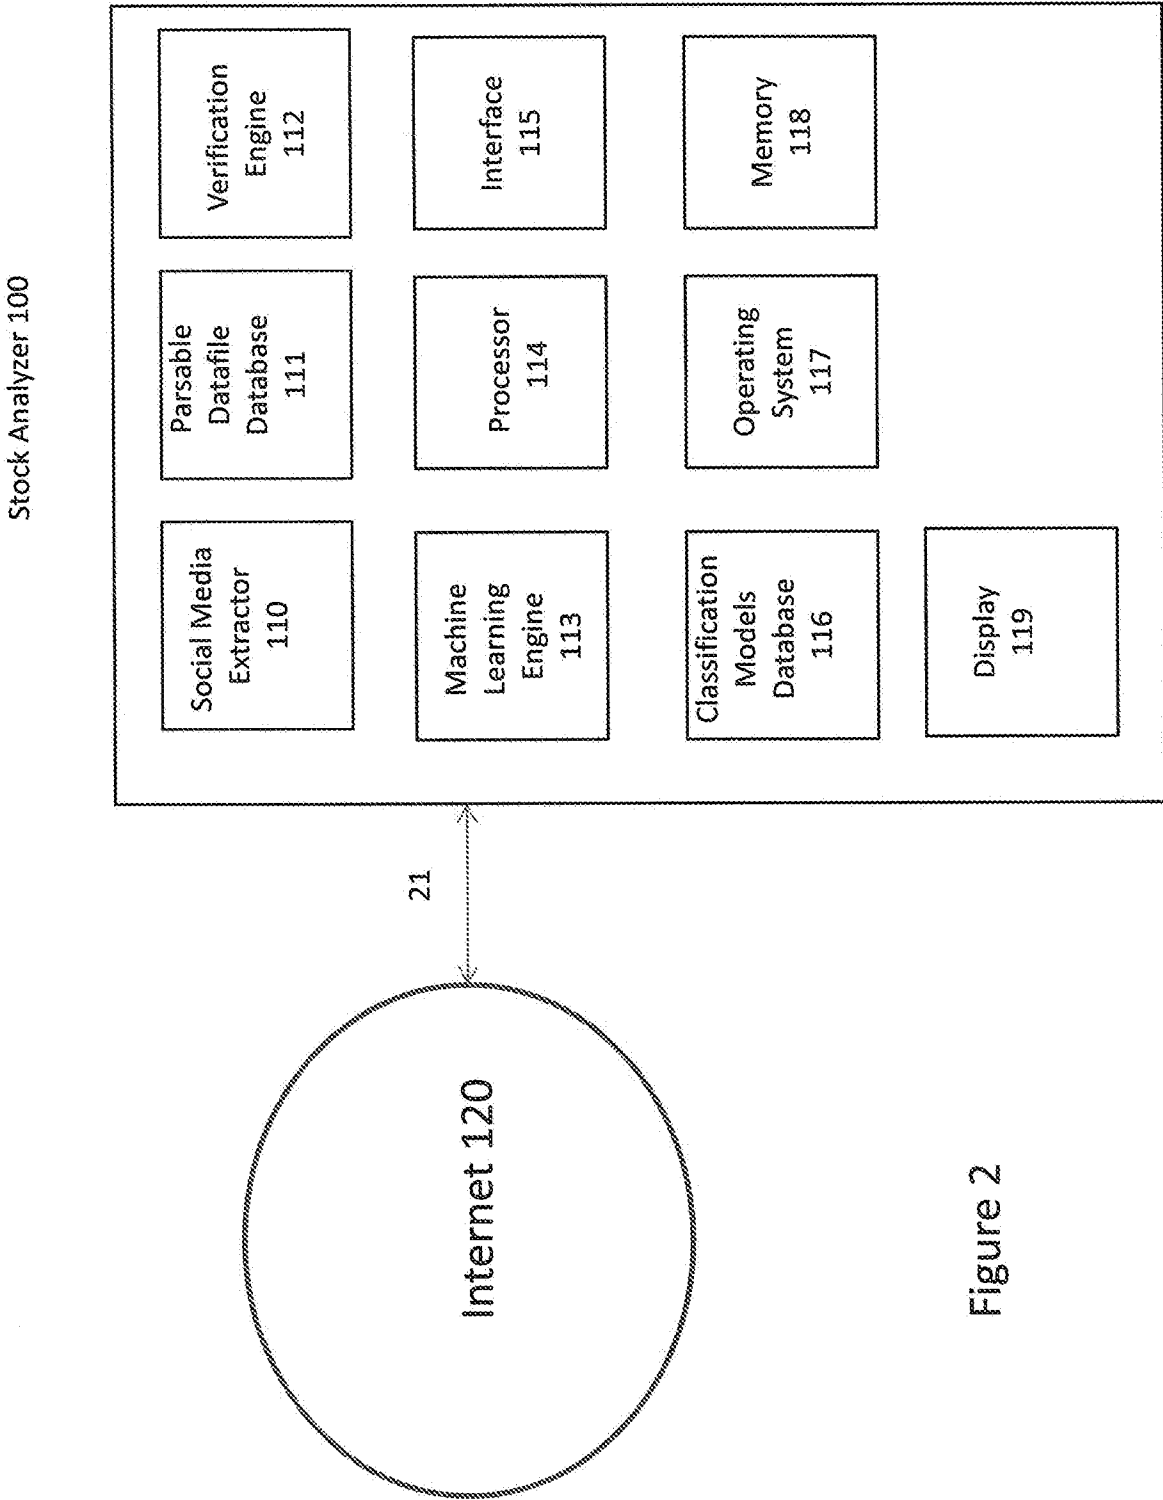 Stock Analyzer 100
Social Media
Extractor
110
Parsable
Datafile
Database
111
Verification
Engine
112
Machine
Learning
Engine
113
Processor
114
Interface
115
Classification
Models
Database
116
Operating
System
117
Memory
118
Display
119
21
Internet 120
Figure 2